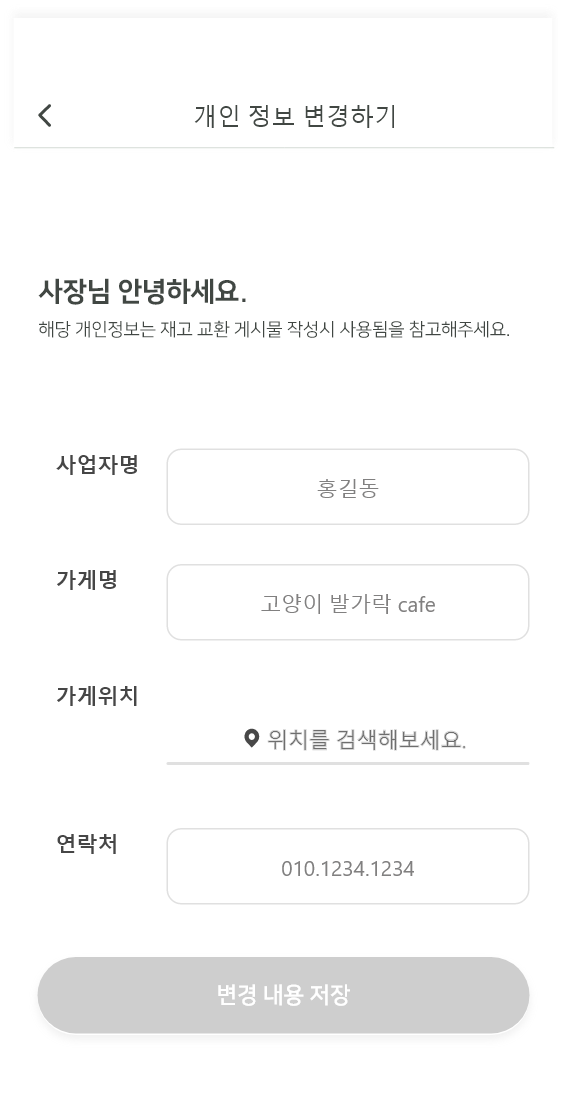 개인 정보 변경하기
사장님 안녕하세요.
해당 개인정보는 재고 교환 게시물 작성시 사용됨을 참고해주세요.
사업자명
홍길동
가게명
고양이 발가락 cafe
가게위치
위치를 검색해보세요.
연락처
010.1234.1234
변경 내용 저장